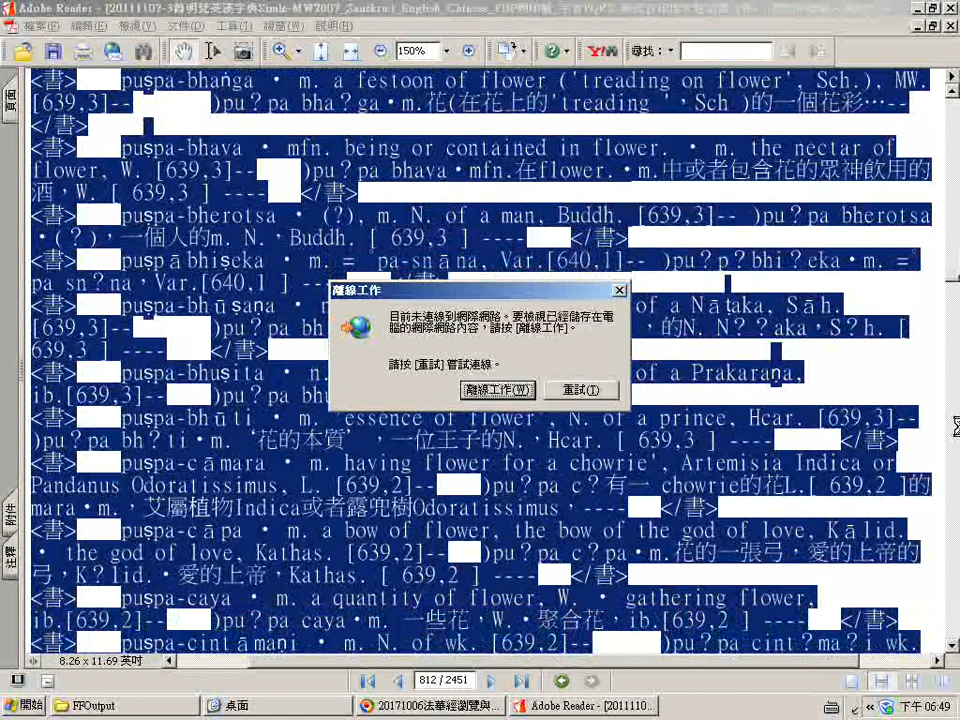 Adobe Reader - [20111107-3
檔案(F) 編輯(E) 檢視(V) 文件(D) 工具(T) 視窗(W) 說明(H)
150% 尋找：
頁面
<書> puṣpa-bhaṅga • m. a festoon of flower ('treading on flower', Sch.), MW.
[639,3]-- )pu?pa bha?ga•m.花(在花上的'treading '，Sch )的一個花彩…--
</書>
<書> puṣpa-bhava • mfn. being or contained in flower. • m. the nectar of
flower, W. [639,3]-- )pu?pa bhava•mfn.在flower.•m.中或者包含花的眾神飲用的
酒，W. [ 639,3 ] ---- </書>
<書> puṣpa-bherotsa • (?), m. N. of a man, Buddh. [639,3]-- )pu?pa bherotsa
•(?)，一個人的m. N.，Buddh. [ 639,3 ] ---- </書>
<書> puṣpābhiṣeka • m. = °pa-snāna, Var.[640,1]-- )pu?p?bhi?eka•m. =°
pa sn?na，Var.[640,1 ] ---- </書>
<書> puṣpa-bhūṣaṇa of a Nāṭaka, Sāh.
[639,3]-- )pu?pa bh ，的N. N??aka，S?h. [
639,3 ] ---- </書>
<書> puṣpa-bhuṣita • n. of a Prakaraṇa,
ib.[639,3]-- )pu?pa bhu
<書> puṣpa-bhūti • m. 'essence of flower', N. of a prince, Hcar. [639,3]--
)pu?pa bh?ti•m.‘花的本質’，一位王子的N.，Hcar. [ 639,3 ] ---- </書>
<書> puṣpa-cāmara • m. having flower for a chowrie', Artemisia Indica or
Pandanus Odoratissimus, L. [639,2]-- )pu?pa c?有一 chowrie的花L.[ 639,2 ]的
mara•m.，艾屬植物Indica或者露兜樹Odoratissimus，---- </書>
<書> puṣpa-cāpa • m. a bow of flower, the bow of the god of love, Kālid.
• the god of love, Kathas. [639,2]-- )pu?pa c?pa•m.花的一張弓，愛的上帝的
弓，K?lid.•愛的上帝，Kathas. [ 639,2 ] ---- </書>
<書> puṣpa-caya • m. a quantity of flower, W. • gathering flower,
ib.[639,2]-- )pu?pa caya•m. 一些花，W.•聚合花，ib.[639,2 ] ---- </書>
<書> puṣpa-cintāmaṇi • m. N. of wk. [639,2]-- )pu?pa cint?ma?i wk.
離線工作
目前未連線到網際網路。要檢視已經儲存在電
腦的網際網路內容，請按 [離線工作]。
請按 [重試] 嘗試連線。
離線工作(W) 重試(T)
附件
注釋
8.26 x 11.69 英吋
812 / 2451
開始 FFOutput 桌面 20171006法華經瀏覽與... Adobe Reader - [2011110... 下午 06:49